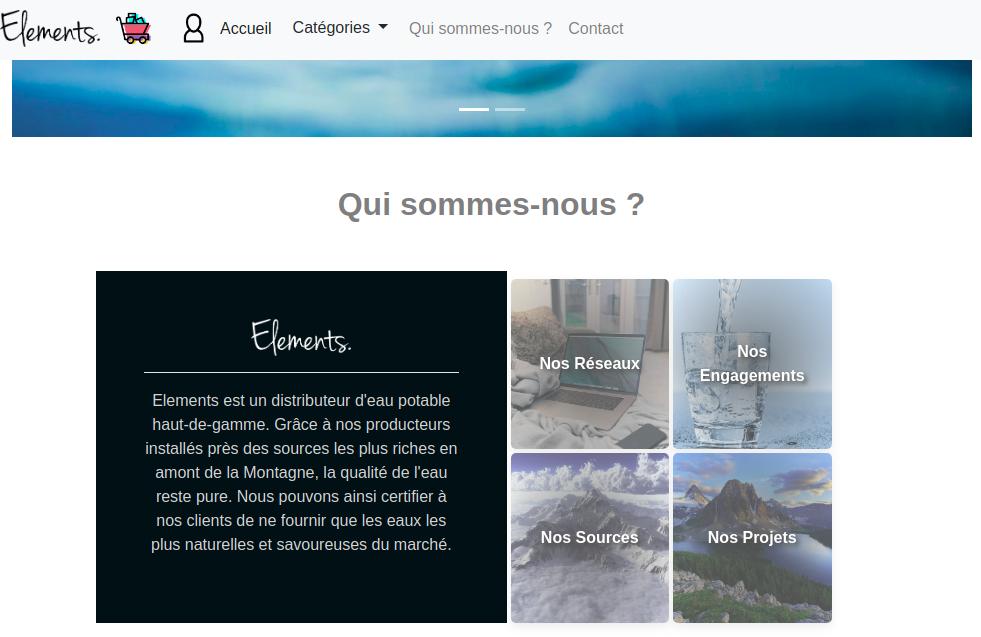 Elements. Accueil Catégories Qui sommes-nous ? Contact
Qui sommes-nous ?
Elements.
Elements est un distributeur d'eau potable
haut-de-gamme. Grâce à nos producteurs
installés près des sources les plus riches en
amont de la Montagne, la qualité de l'eau
reste pure. Nous pouvons ainsi certifier à
nos clients de ne fournir que les eaux les
plus naturelles et savoureuses du marché.
Nos Réseaux
Nos
Engagements
Nos Sources
Nos Projets